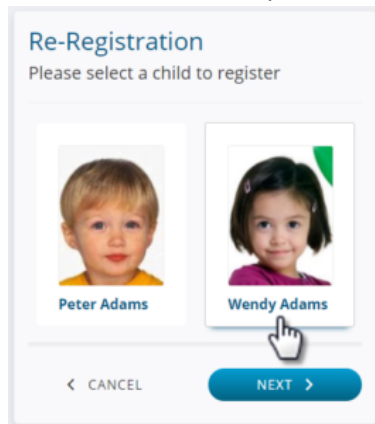 Re-Registration
Please select a child to register
Peter Adams
Wendy Adams
CANCEL
NEXT